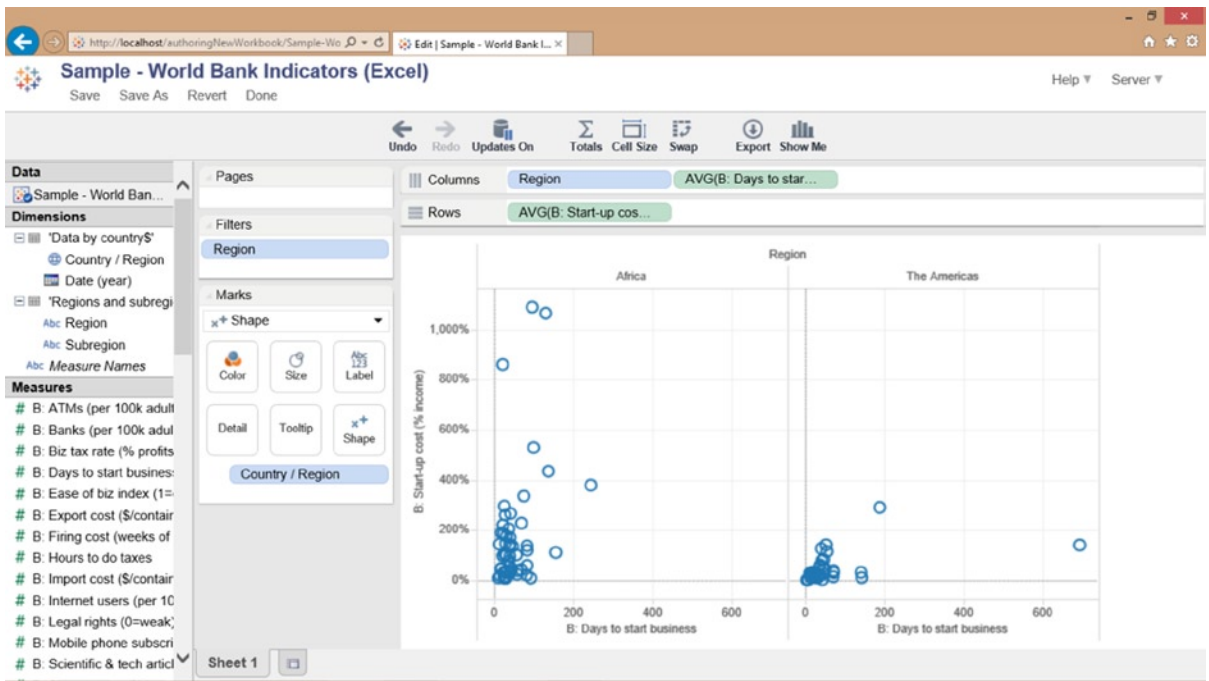 http://localhost/authoringNewWorkbook/Sample-Wo
Edit | Sample - World Bank I...
Sample - World Bank Indicators (Excel)
Save Save As Revert Done
Help Server
Undo Redo Updates On Totals Cell Size Swap Export Show Me
Data
Sample - World Ban...
Dimensions
'Data by country$'
Country / Region
Date (year)
'Regions and subregi
Abc Region
Abc Subregion
Abc Measure Names
Measures
# B: ATMs (per 100k adult
# B: Banks (per 100k adul
# B: Biz tax rate (% profits
# B: Days to start busines
# B: Ease of biz index (1=
# B: Export cost ($/contair
# B: Firing cost (weeks of
# B: Hours to do taxes
# B: Import cost ($/contair
# B: Internet users (per 10
# B: Legal rights (0=weak)
# B: Mobile phone subscri
# B: Scientific & tech articl
Pages
Filters
Region
Marks
Shape
Color Size Abc 123 Label
Detail Tooltip Shape
Country / Region
Columns Region AVG(B: Days to star...
Rows AVG(B: Start-up cos...
Region
Africa The Americas
B: Start-up cost (% income)
1,000%
800%
600%
400%
200%
0%
0 200 400 600 0 200 400 600
B: Days to start business B: Days to start business
Sheet 1